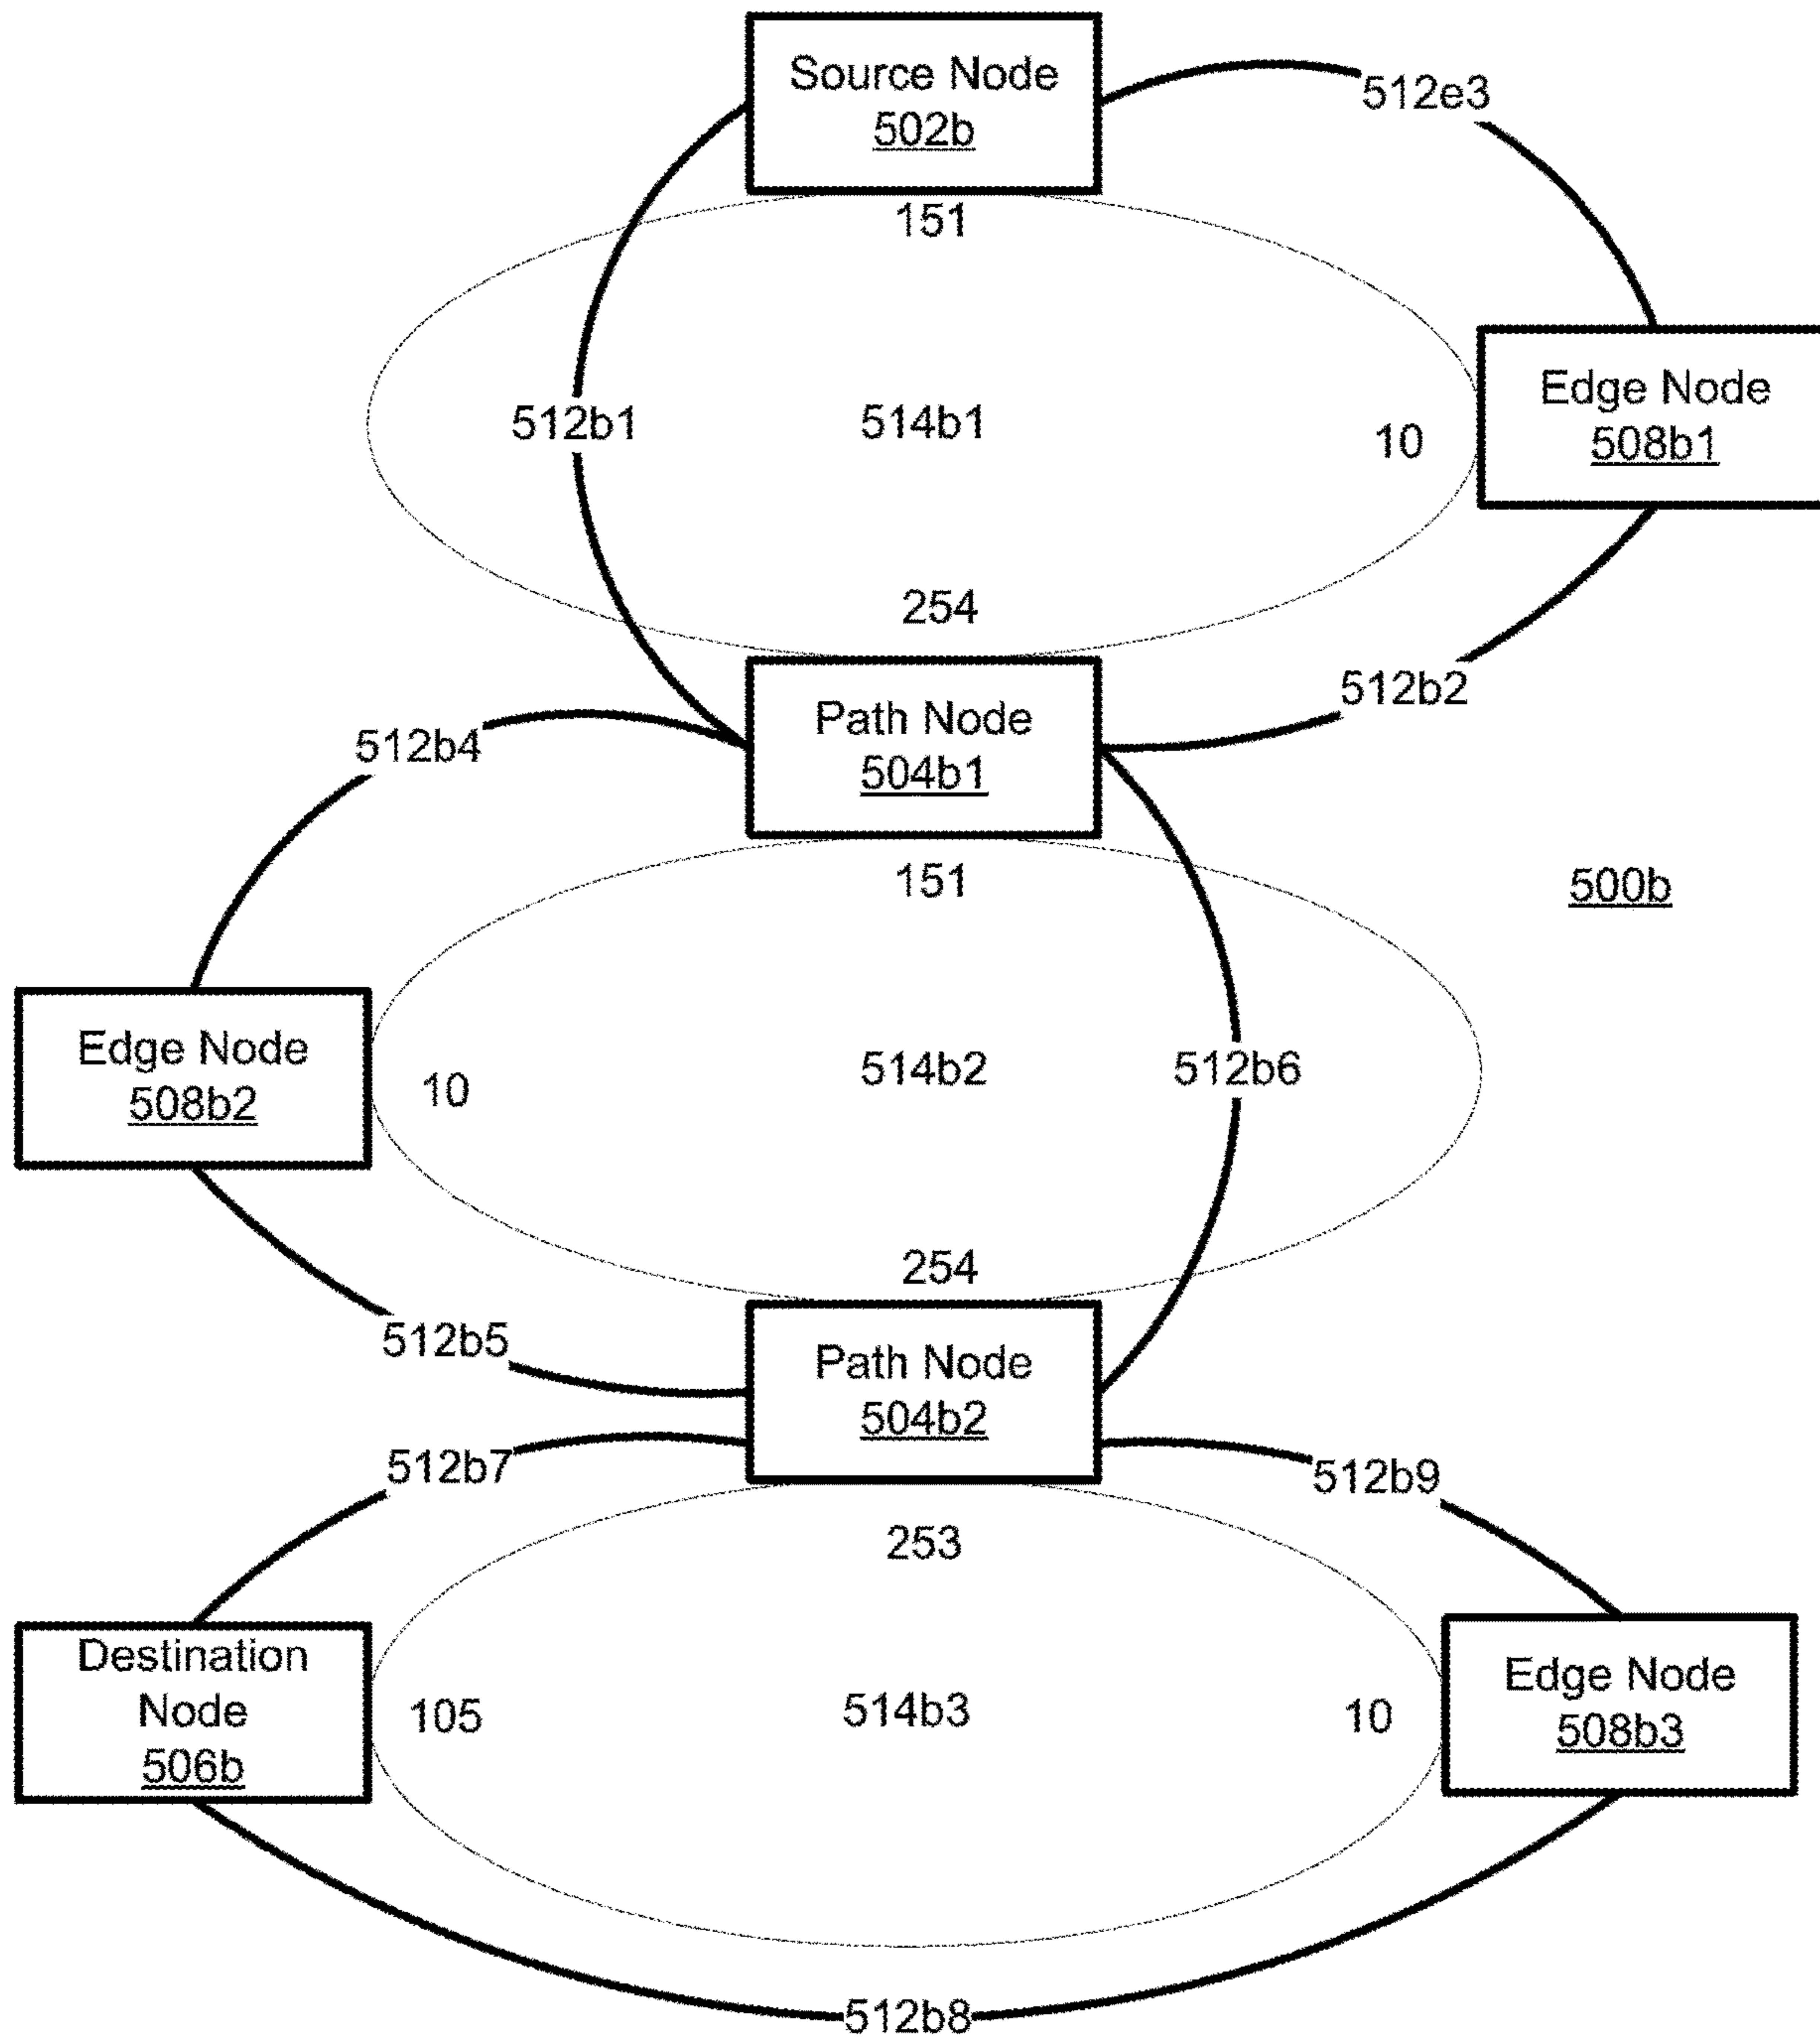 Source Node
502b
512e3
151
Edge Node
508b1
512b1
514b1
10
254
512b2
Path Node
504b1
512b4
151
500b
Edge Node
508b2
10
514b2
512b6
254
512b5
Path Node
504b2
512b7
512b9
253
Destination
Node
506b
105
514b3
10
Edge Node
508b3
512b8